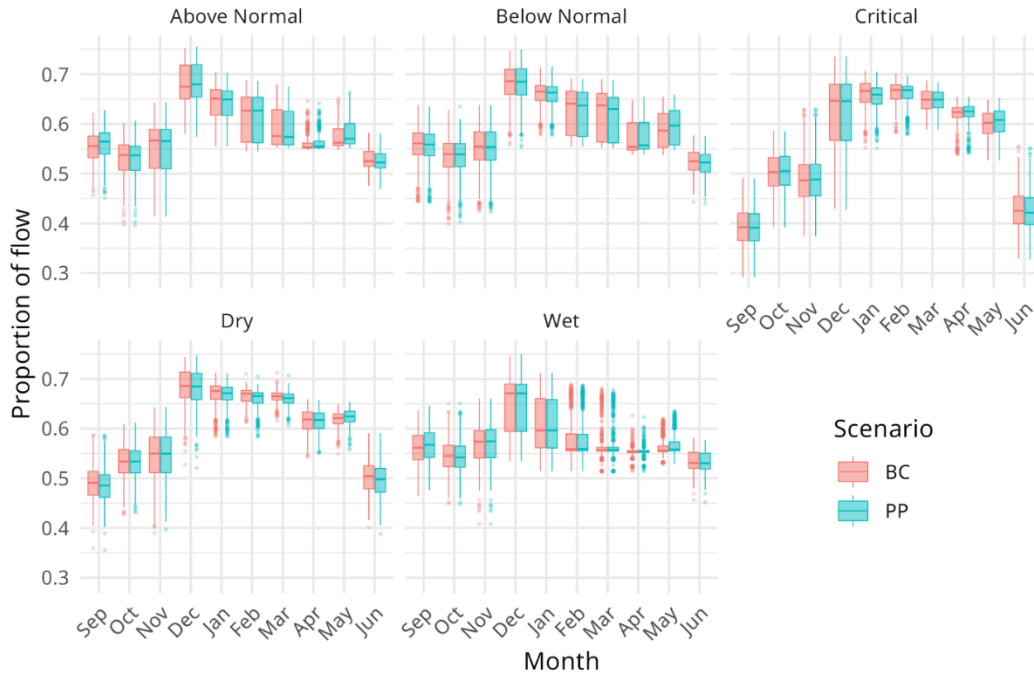 Above Normal
Below Normal
Critical
Proportion of flow
0.7
0.6
0.5
0.4
0.3
Sep
Oct
Nov
Dec
Jan
Feb
Mar
Apr
May
Jun
Dry
Wet
0.7
0.6
0.5
0.4
0.3
Sep
Oct
Nov
Dec
Jan
Feb
Mar
Apr
May
Jun
Sep
Oct
Nov
Dec
Jan
Feb
Mar
Apr
May
Jun
Month
Scenario
BC
PP